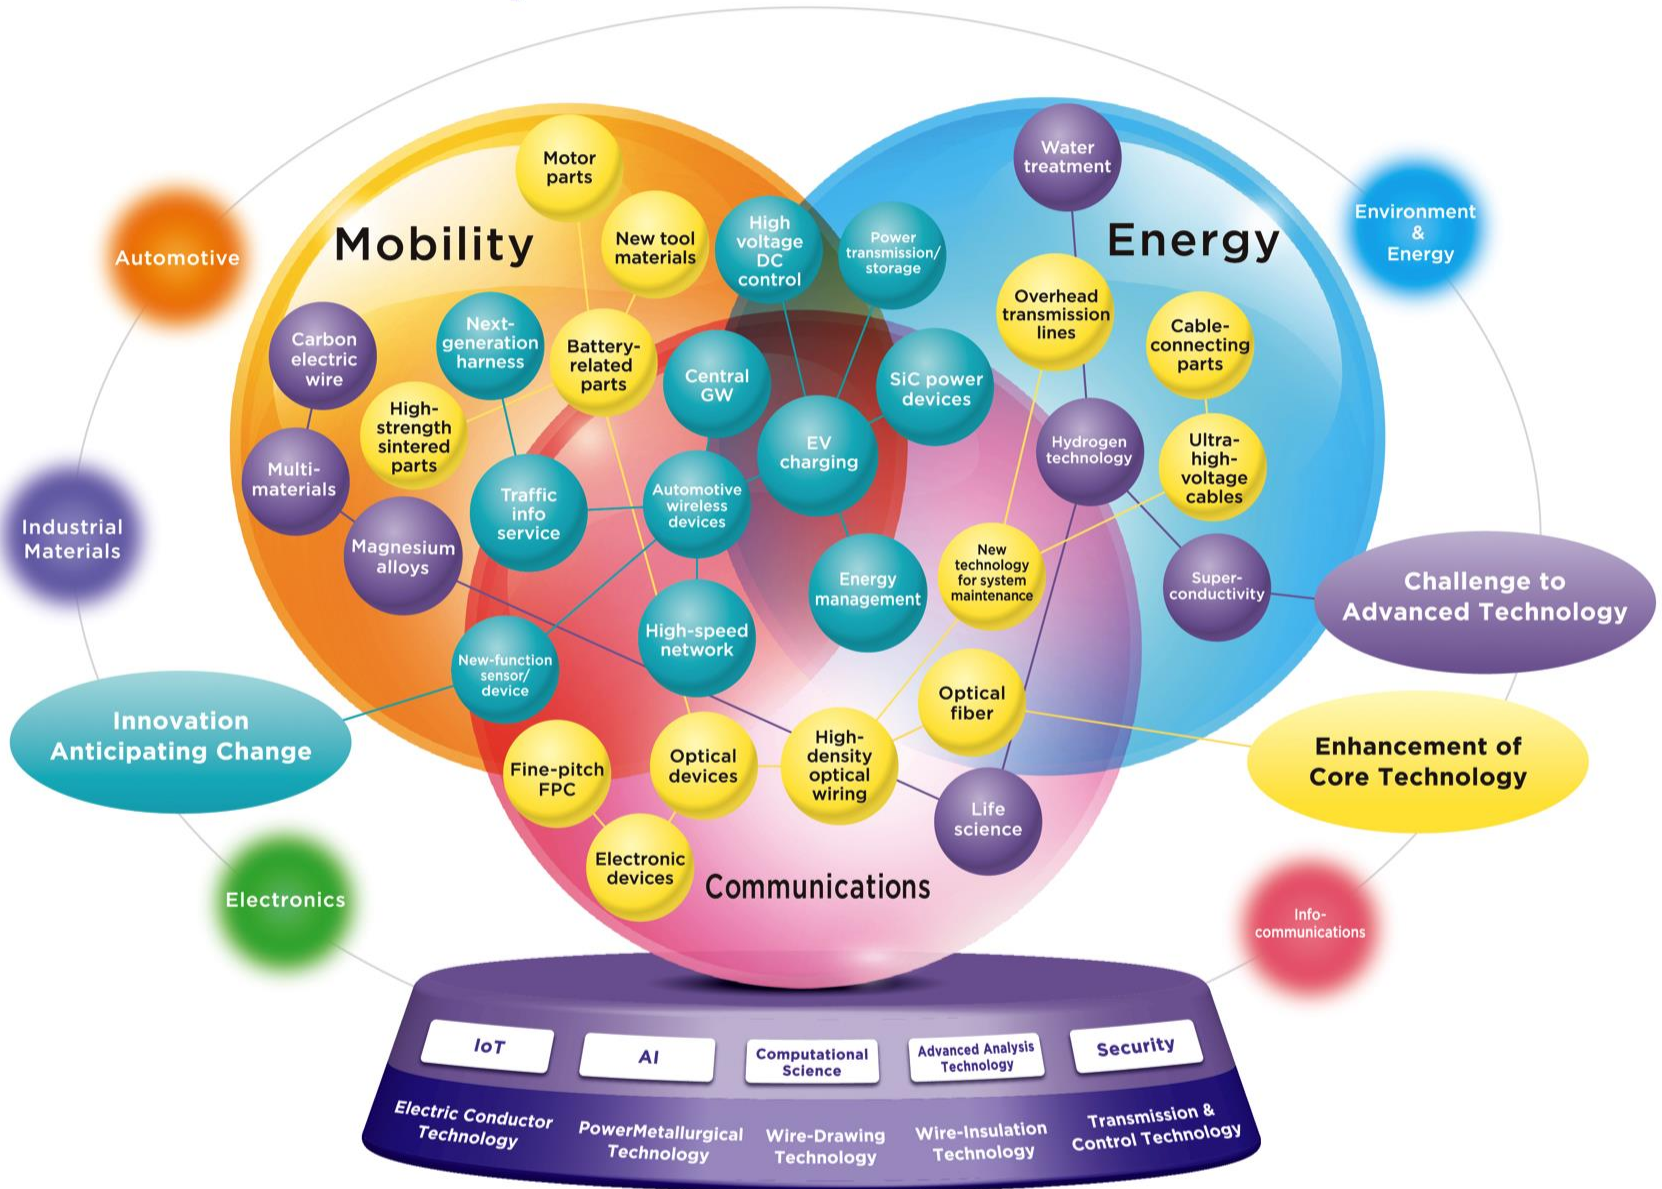 Motor
parts
Water
treatment
Mobility
Energy
New tool
materials
High
voltage
DC
control
Power
transmission/
storage
Environment
&
Energy
Automotive
Carbon
electric
wire
Next-
generation
harness
Battery-
related
parts
Central
GW
SiC power
devices
Overhead
transmission
lines
Cable-
connecting
parts
High-
strength
sintered
parts
EV
charging
Hydrogen
technology
Ultra-
high-
voltage
cables
Multi-
materials
Traffic
info
service
Automotive
wireless
devices
Industrial
Materials
Magnesium
alloys
Energy
management
New
technology
for system
maintenance
Super-
conductivity
Challenge to
Advanced Technology
High-speed
network
New-function
sensor/
device
Optical
fiber
Innovation
Anticipating Change
Enhancement of
Core Technology
Fine-pitch
FPC
Optical
devices
High-
density
optical
wiring
Life
science
Electronic
devices
Communications
Electronics
Info-
communications
IoT
AI
Computational
Science
Advanced Analysis
Technology
Security
Electric Conductor
Technology
PowerMetallurgical
Technology
Wire-Drawing
Technology
Wire-Insulation
Technology
Transmission &
Control Technology